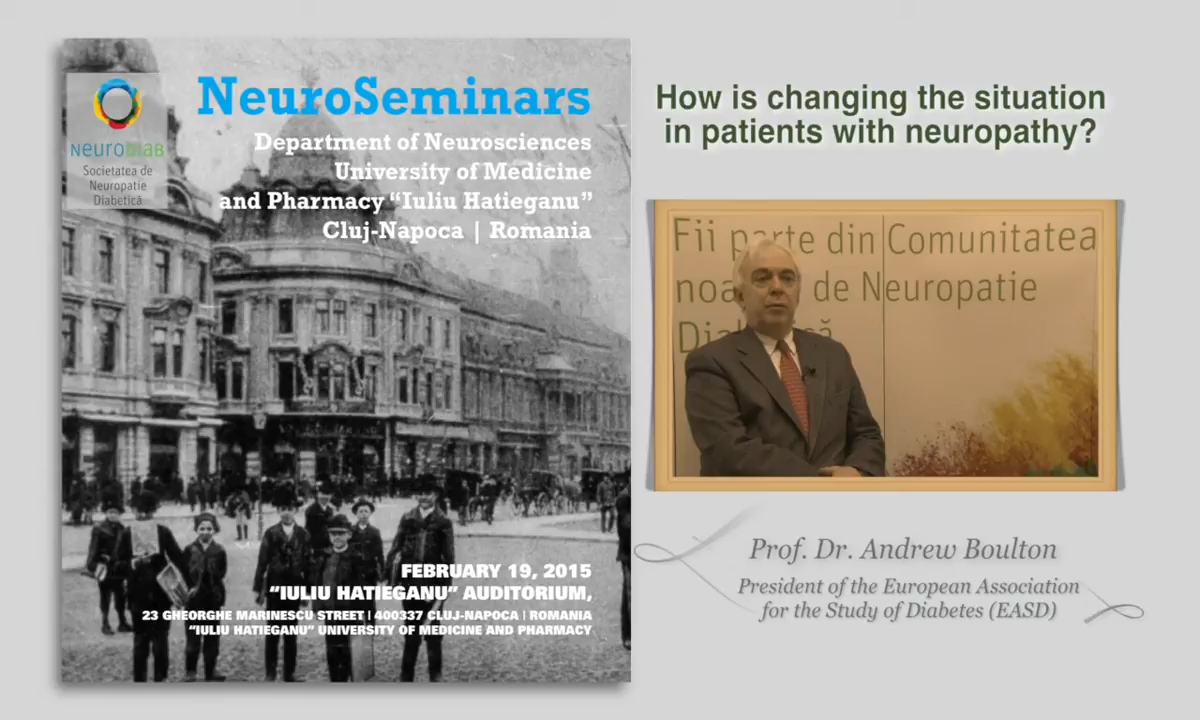 NeuroDIAB
Societatea de
Neuropatie
Diabetică
NeuroSeminars
Department of Neurosciences
University of Medicine
and Pharmacy “Iuliu Hatieganu”
Cluj-Napoca | Romania
FEBRUARY 19, 2015
“IULIU HATIEGANU” AUDITORIUM,
23 GHEORGHE MARINESCU STREET | 400337 CLUJ-NAPOCA | ROMANIA
“IULIU HATIEGANU” UNIVERSITY OF MEDICINE AND PHARMACY
How is changing the situation
in patients with neuropathy?
Fii parte din Comunitatea
de Neuropatie
Prof. Dr. Andrew Boulton
President of the European Association
for the Study of Diabetes (EASD)